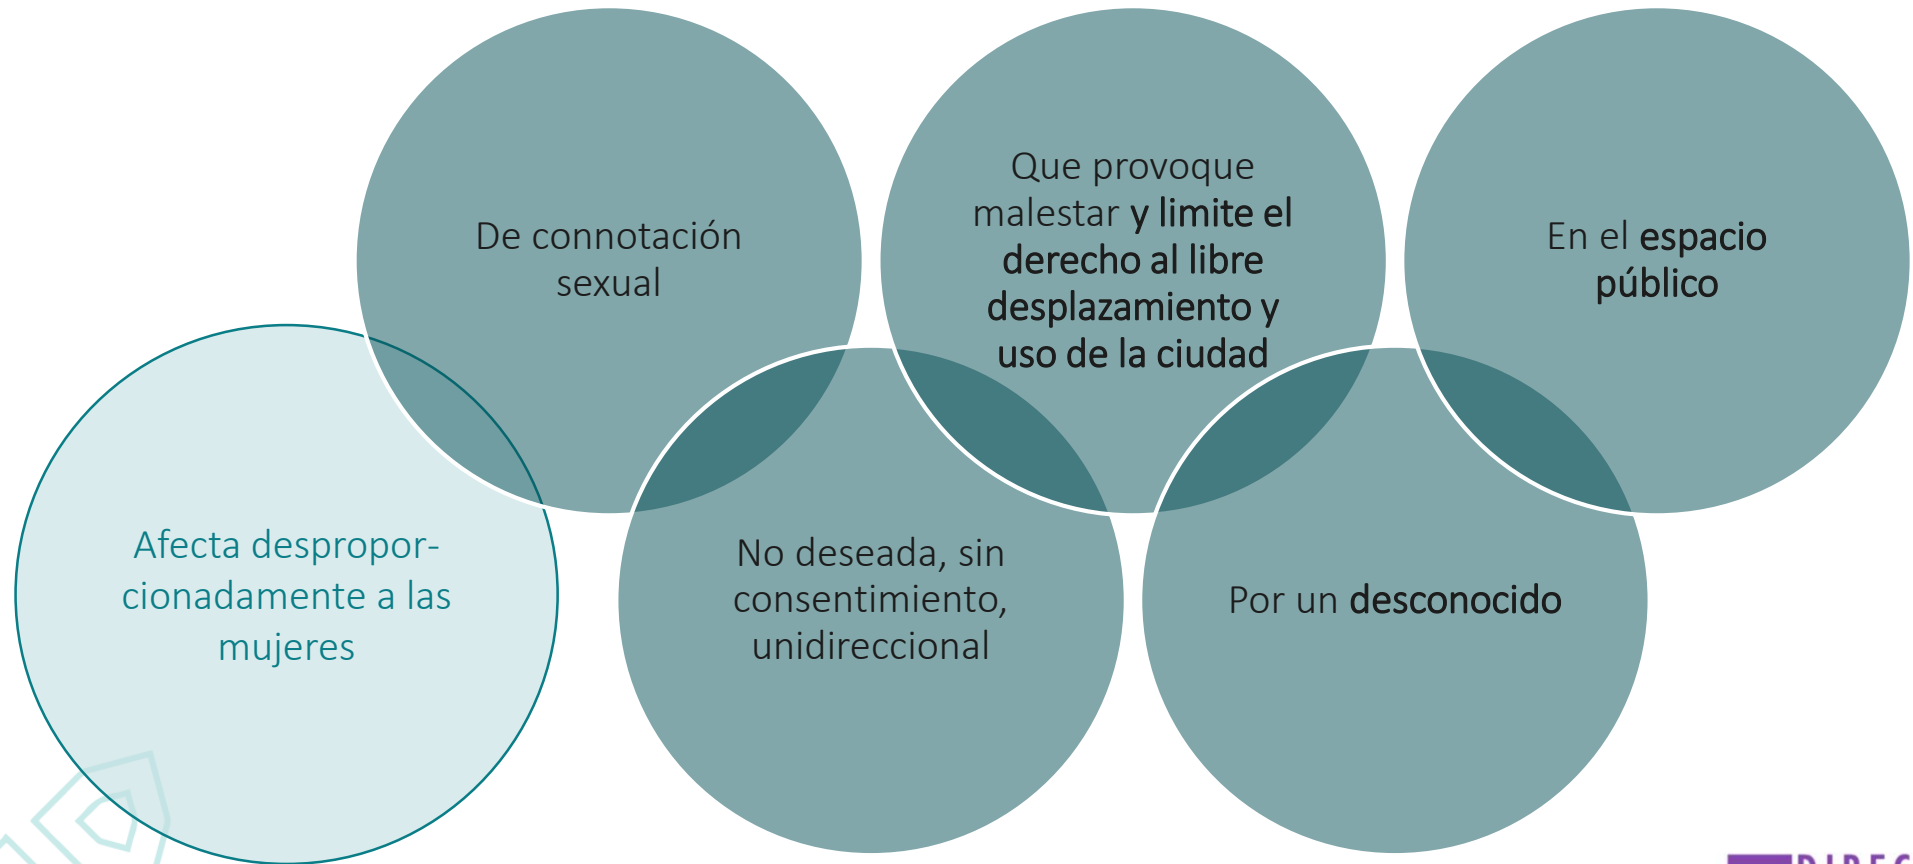 De connotación
sexual
Que provoque
malestar y limite el
derecho al libre
desplazamiento y
uso de la ciudad
En el espacio
público
Afecta despropor-
cionadamente a las
mujeres
No deseada, sin
consentimiento,
unidireccional
Por un desconocido